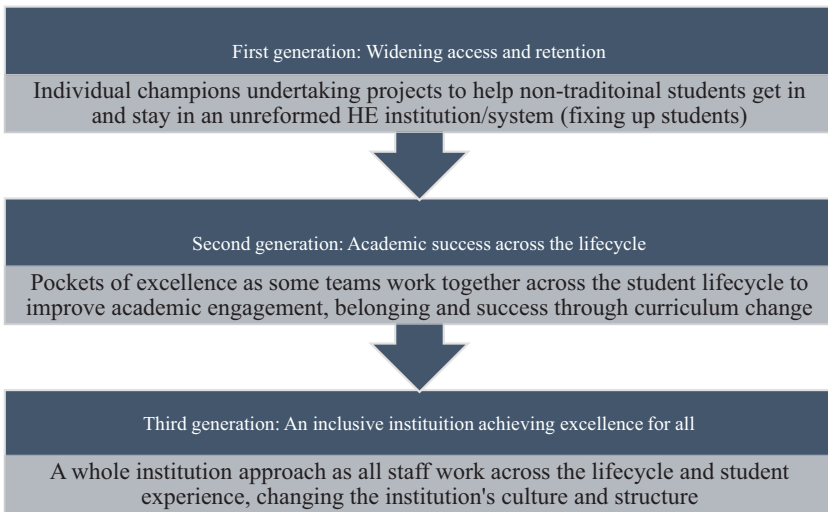 First generation: Widening access and retention
Individual champions undertaking projects to help non-traditoinal students get in
and stay in an unreformed HE institution/system (fixing up students)
Second generation: Academic success across the lifecycle
Pockets of excellence as some teams work together across the student lifecycle to
improve academic engagement, belonging and success through curriculum change
Third generation: An inclusive instituition achieving excellence for all
A whole institution approach as all staff work across the lifecycle and student
experience, changing the institution's culture and structure